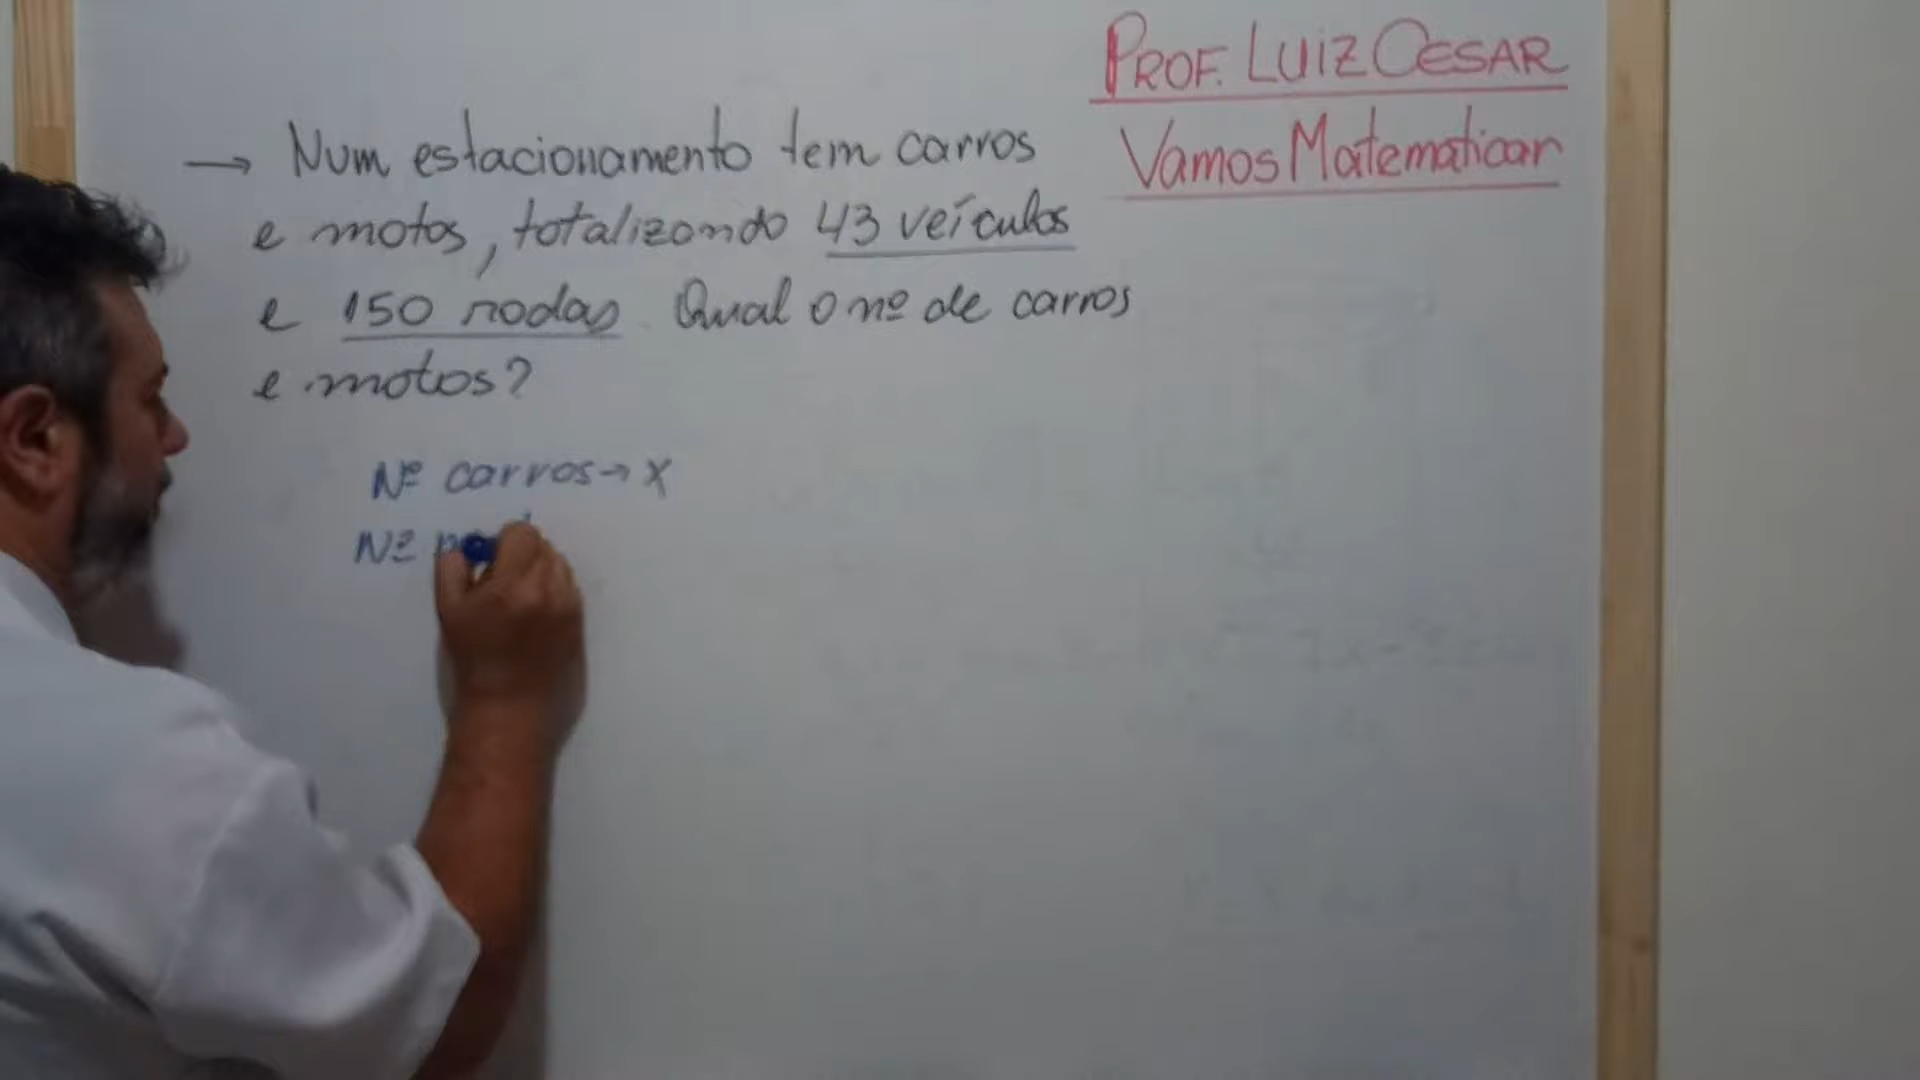 PROF. LUIZ CESAR
Vamos Matematicar
→ Num estacionamento tem carros
e motos, totalizando 43 veículos
e 150 rodas. Qual o nº de carros
e motos?
Nº carros → x
Nº